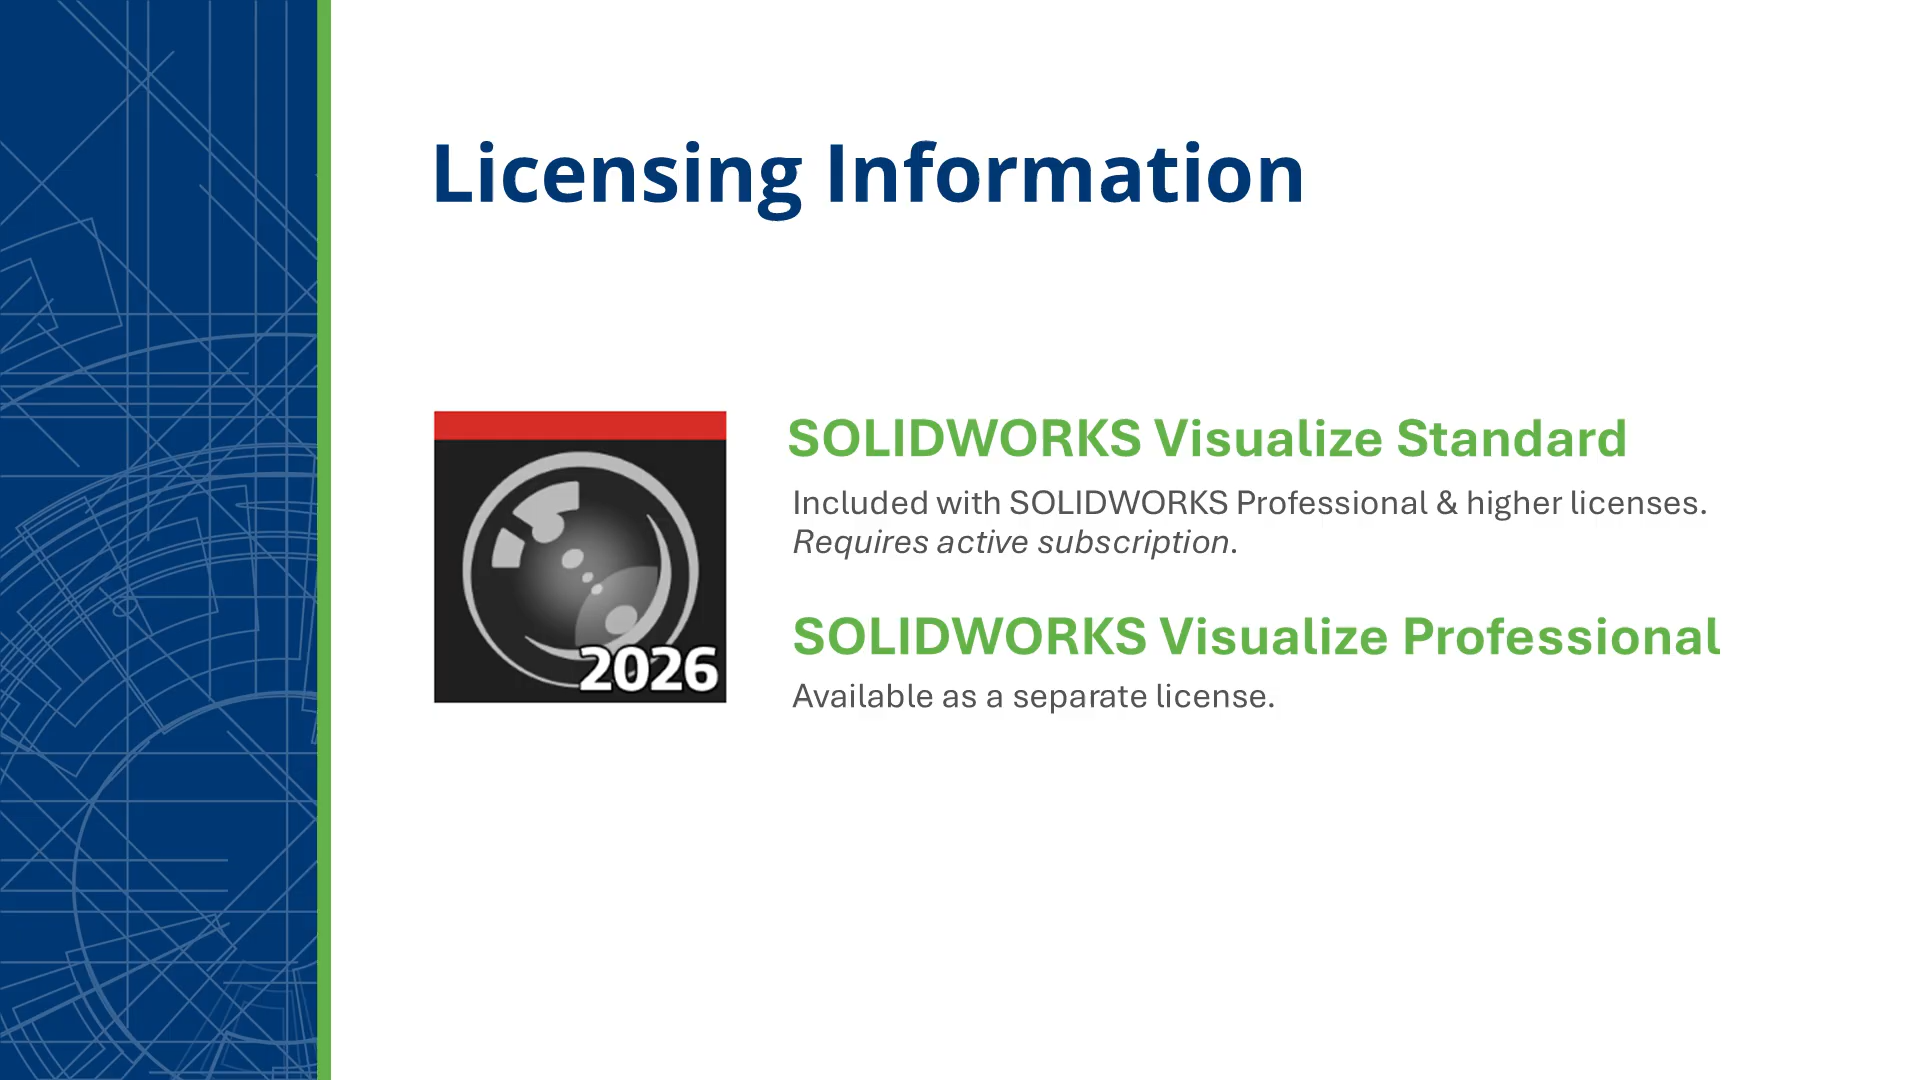 Licensing Information
2026
SOLIDWORKS Visualize Standard
Included with SOLIDWORKS Professional & higher licenses.
Requires active subscription.
SOLIDWORKS Visualize Professional
Available as a separate license.